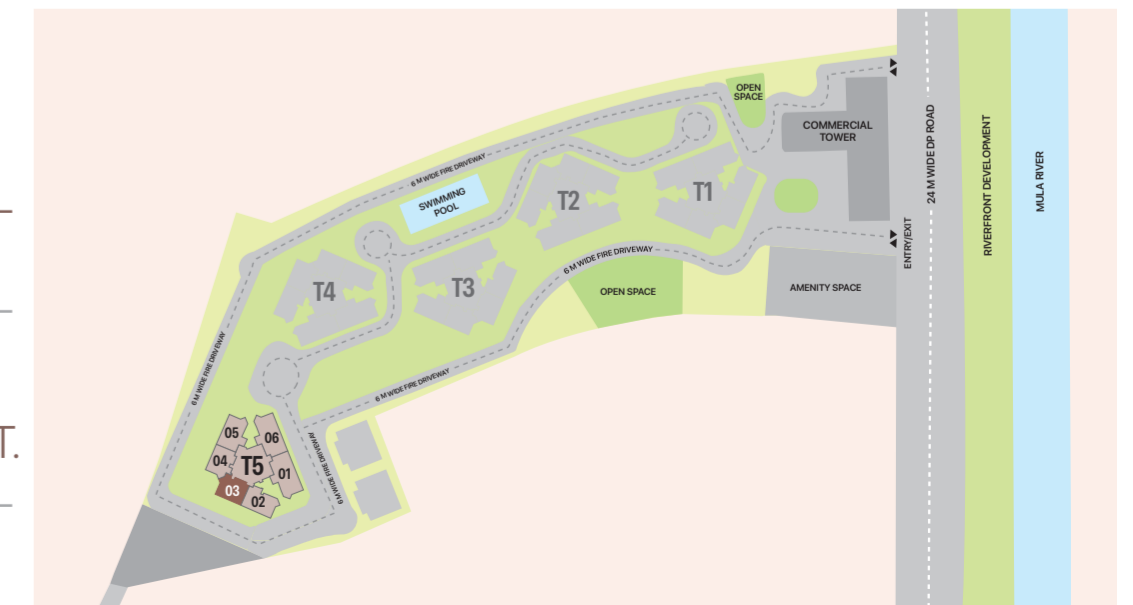 OPEN
SPACE
COMMERCIAL
TOWER
24 M WIDE DP ROAD
RIVERFRONT DEVELOPMENT
MULA RIVER
6 M WIDE FIRE DRIVEWAY
SWIMMING
POOL
T2
T1
ENTRY/EXIT
6 M WIDE FIRE DRIVEWAY
T4
T3
OPEN SPACE
AMENITY SPACE
6 M WIDE FIRE DRIVEWAY
6 M WIDE FIRE DRIVEWAY
T.
05
06
04
T5
01
03
02
6 M WIDE FIRE DRIVEWAY